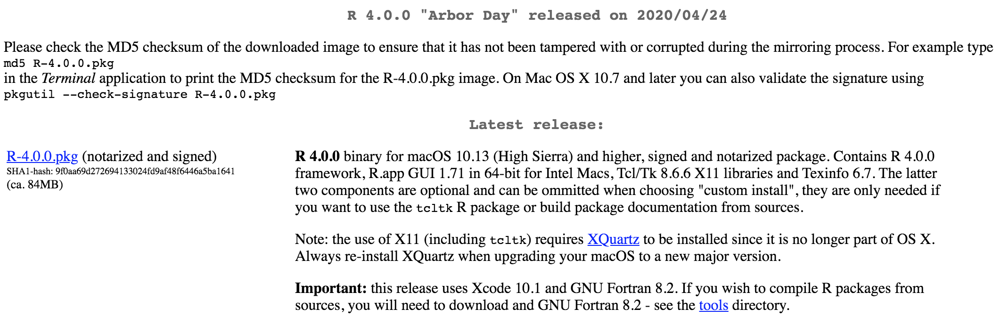 R 4.0.0 "Arbor Day" released on 2020/04/24
Please check the MD5 checksum of the downloaded image to ensure that it has not been tampered with or corrupted during the mirroring process. For example type
md5 R-4.0.0.pkg
in the Terminal application to print the MD5 checksum for the R-4.0.0.pkg image. On Mac OS X 10.7 and later you can also validate the signature using
pkgutil --check-signature R-4.0.0.pkg
Latest release:
R-4.0.0.pkg (notarized and signed)
SHA1-hash: 9f0aa69d272694133024fd9af48f6446a5ba1641
(ca. 84MB)
R 4.0.0 binary for macOS 10.13 (High Sierra) and higher, signed and notarized package. Contains R 4.0.0
framework, R.app GUI 1.71 in 64-bit for Intel Macs, Tcl/Tk 8.6.6 X11 libraries and Texinfo 6.7. The latter
two components are optional and can be ommitted when choosing "custom install", they are only needed if
you want to use the tcltk R package or build package documentation from sources.
Note: the use of X11 (including tcltk) requires XQuartz to be installed since it is no longer part of OS X.
Always re-install XQuartz when upgrading your macOS to a new major version.
Important: this release uses Xcode 10.1 and GNU Fortran 8.2. If you wish to compile R packages from
sources, you will need to download and GNU Fortran 8.2 - see the tools directory.